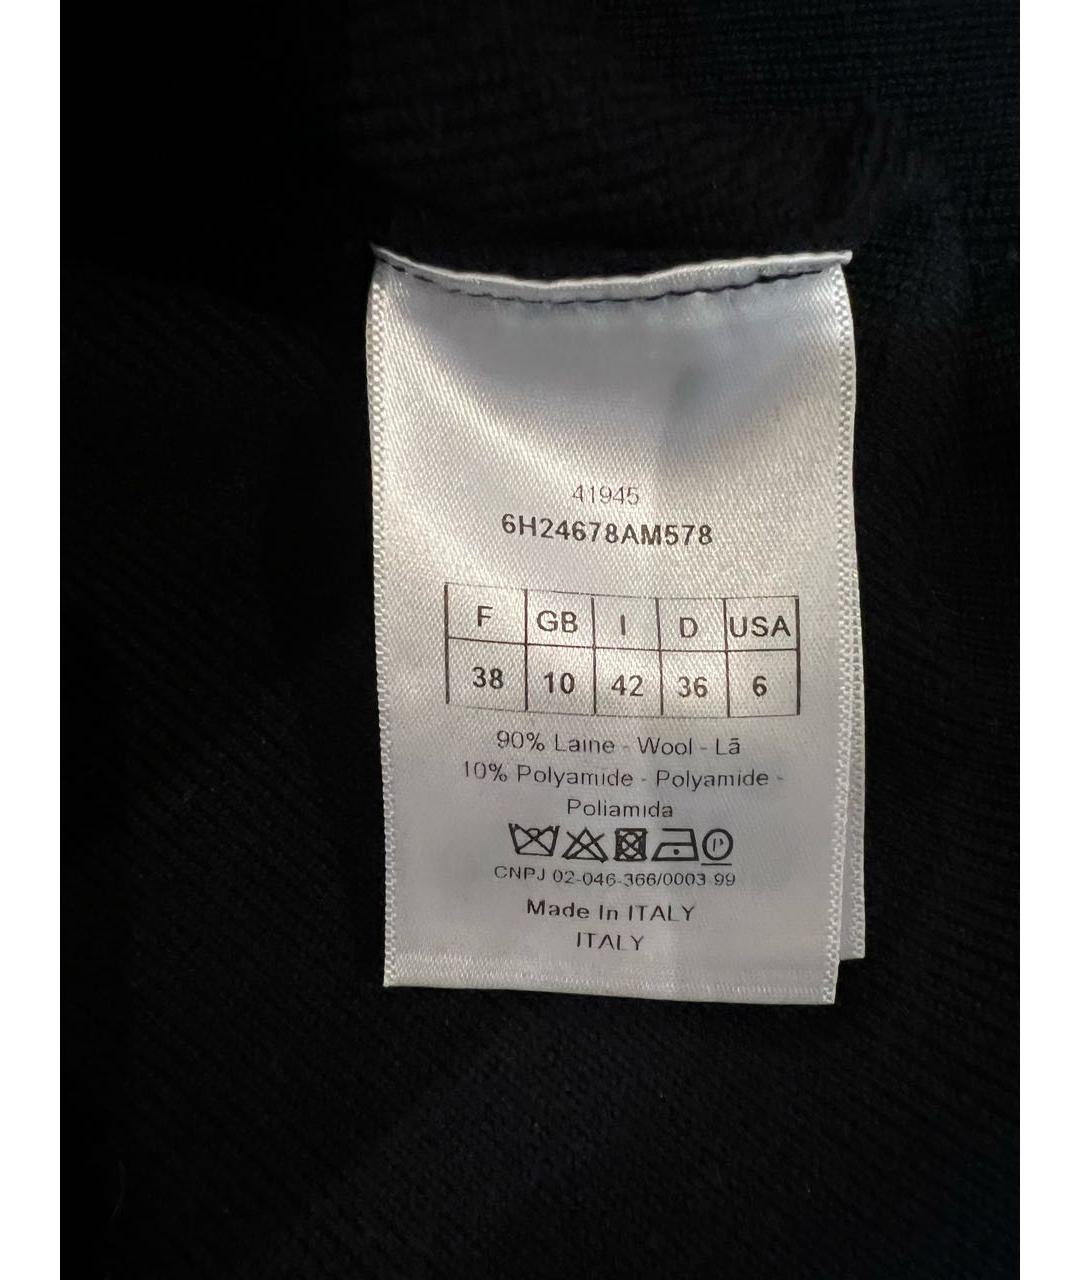 41945
6H24678AM578
F GB I D USA
38 10 42 36 6
90% Laine - Wool - Lã
10% Polyamide - Polyamide -
Poliamida
P
CNPJ 02-046-366/0003-99
Made In ITALY
ITALY